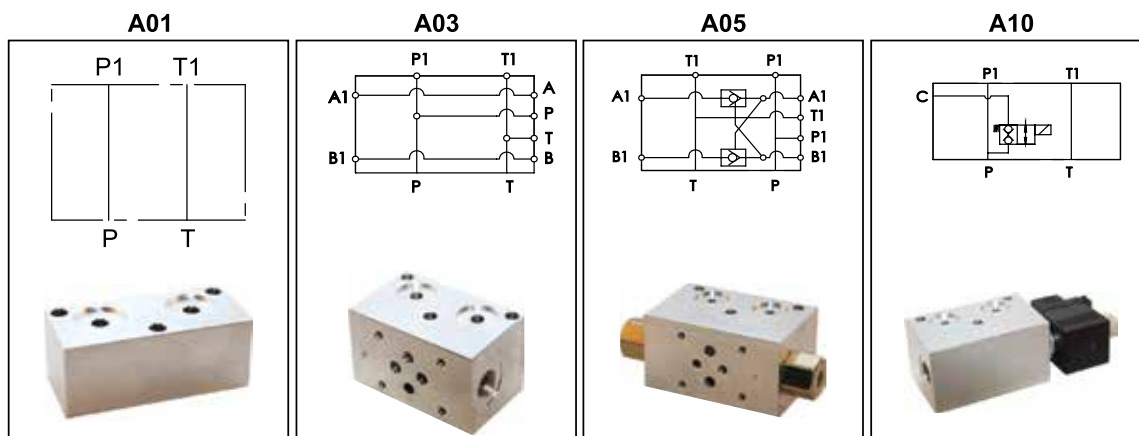 A01
P1 T1
P T
A03
P1 T1
A1 A
P
T
B1 B
P T
A05
T1 P1
A1 A1
T1
P1
B1 B1
T P
A10
P1 T1
C
P T